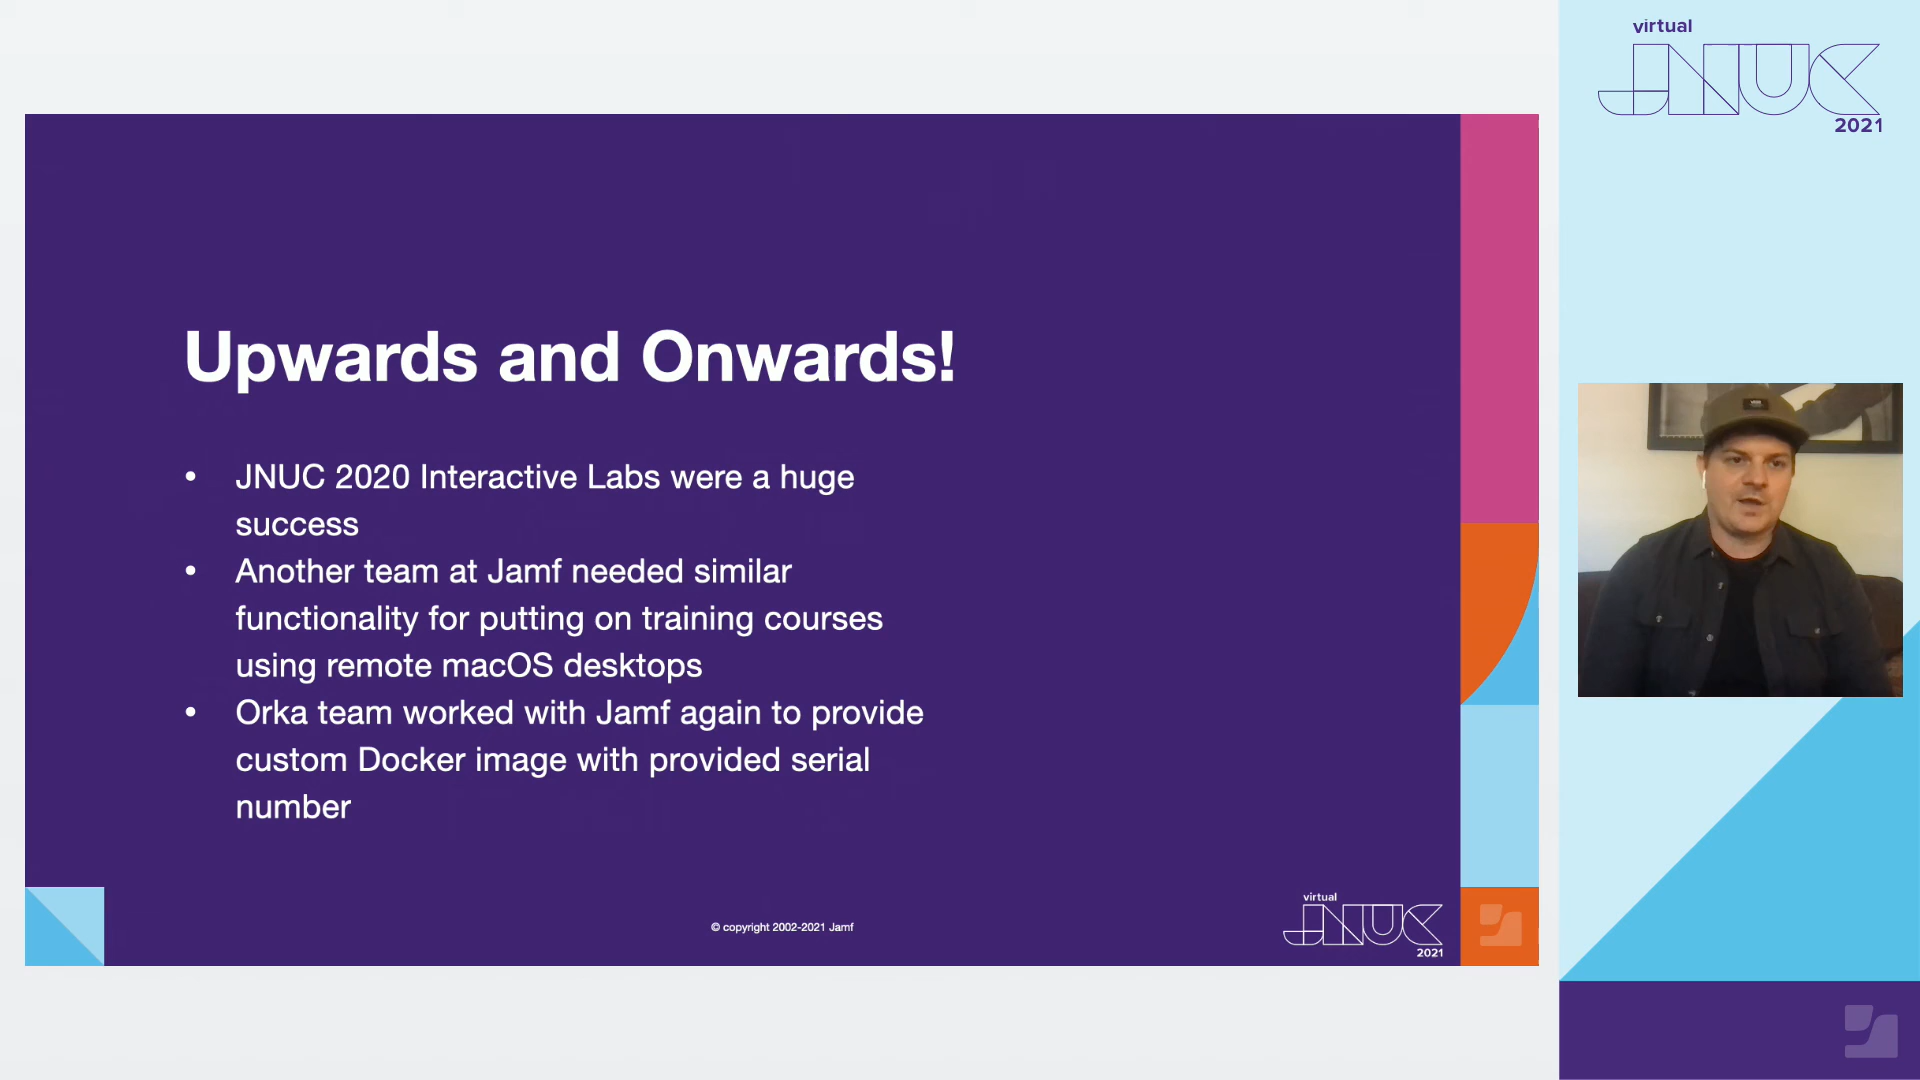 Upwards and Onwards!
• JNUC 2020 Interactive Labs were a huge
success
• Another team at Jamf needed similar
functionality for putting on training courses
using remote macOS desktops
• Orka team worked with Jamf again to provide
custom Docker image with provided serial
number
© copyright 2002-2021 Jamf
virtual
JNUC
2021
virtual
JNUC
2021